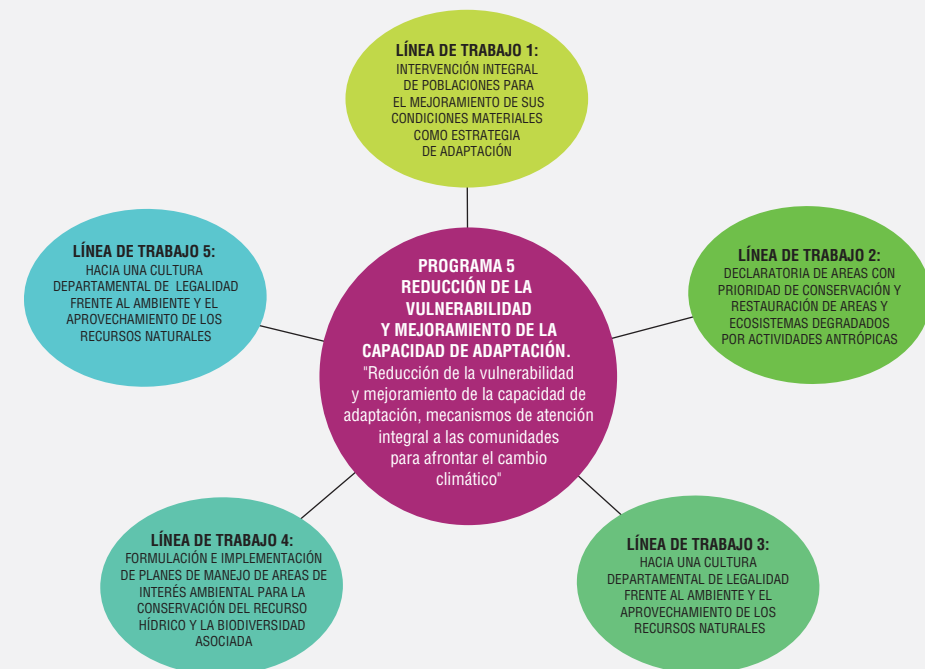 LÍNEA DE TRABAJO 1:
INTERVENCIÓN INTEGRAL
DE POBLACIONES PARA
EL MEJORAMIENTO DE SUS
CONDICIONES MATERIALES
COMO ESTRATEGIA
DE ADAPTACIÓN
LÍNEA DE TRABAJO 5:
HACIA UNA CULTURA
DEPARTAMENTAL DE LEGALIDAD
FRENTE AL AMBIENTE Y EL
APROVECHAMIENTO DE LOS
RECURSOS NATURALES
PROGRAMA 5
REDUCCIÓN DE LA
VULNERABILIDAD
Y MEJORAMIENTO DE LA
CAPACIDAD DE ADAPTACIÓN.
"Reducción de la vulnerabilidad
y mejoramiento de la capacidad de
adaptación, mecanismos de atención
integral a las comunidades
para afrontar el cambio
climático"
LÍNEA DE TRABAJO 2:
DECLARATORIA DE AREAS CON
PRIORIDAD DE CONSERVACIÓN Y
RESTAURACIÓN DE AREAS Y
ECOSISTEMAS DEGRADADOS
POR ACTIVIDADES ANTRÓPICAS
LÍNEA DE TRABAJO 4:
FORMULACIÓN E IMPLEMENTACIÓN
DE PLANES DE MANEJO DE AREAS DE
INTERÉS AMBIENTAL PARA LA
CONSERVACIÓN DEL RECURSO
HÍDRICO Y LA BIODIVERSIDAD
ASOCIADA
LÍNEA DE TRABAJO 3:
HACIA UNA CULTURA
DEPARTAMENTAL DE LEGALIDAD
FRENTE AL AMBIENTE Y EL
APROVECHAMIENTO DE LOS
RECURSOS NATURALES